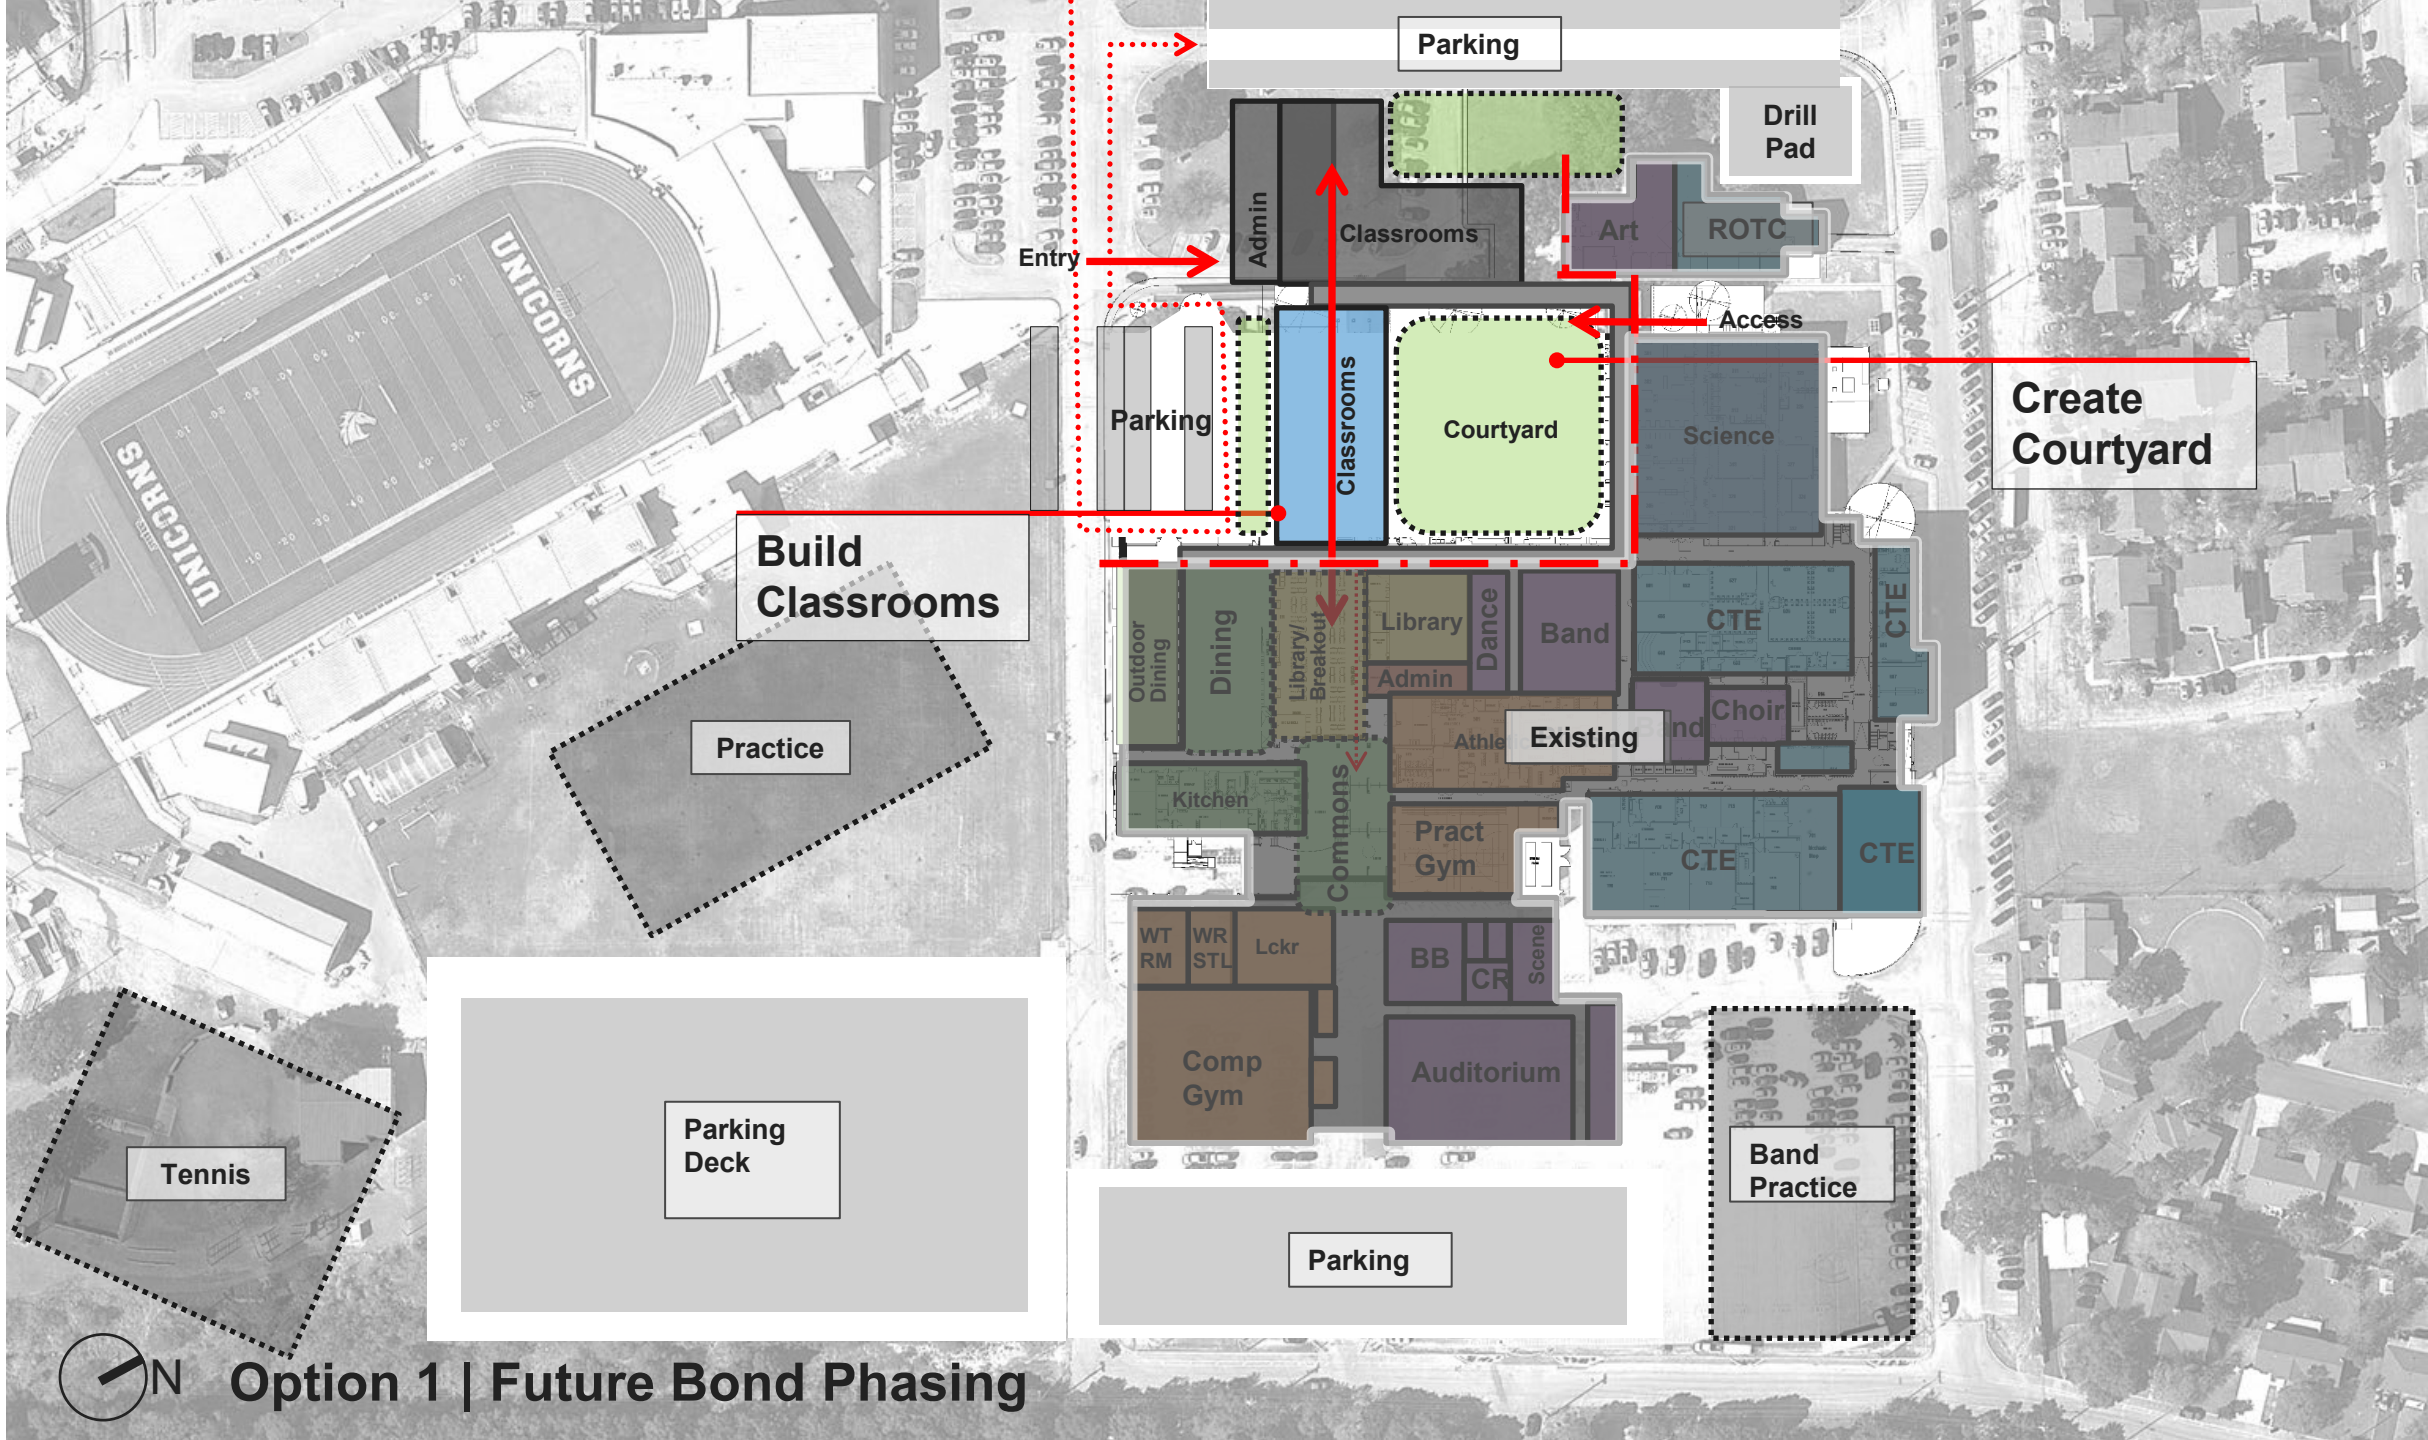 Parking
Drill
Pad
Admin
Classrooms
Art
ROTC
Entry
Access
UNICORNS
UNICORNS
Parking
Classrooms
Courtyard
Science
Create
Courtyard
Build
Classrooms
Outdoor
Dining
Dining
Library/
Breakout
Library
Admin
Dance
Band
CTE
CTE
Practice
Athle
Existing
Band
Choir
Kitchen
Commons
Pract
Gym
CTE
CTE
WT
RM
WR
STL
Lckr
BB
CR
Scene
Comp
Gym
Auditorium
Parking
Deck
Tennis
Band
Practice
Parking
N
Option 1 | Future Bond Phasing